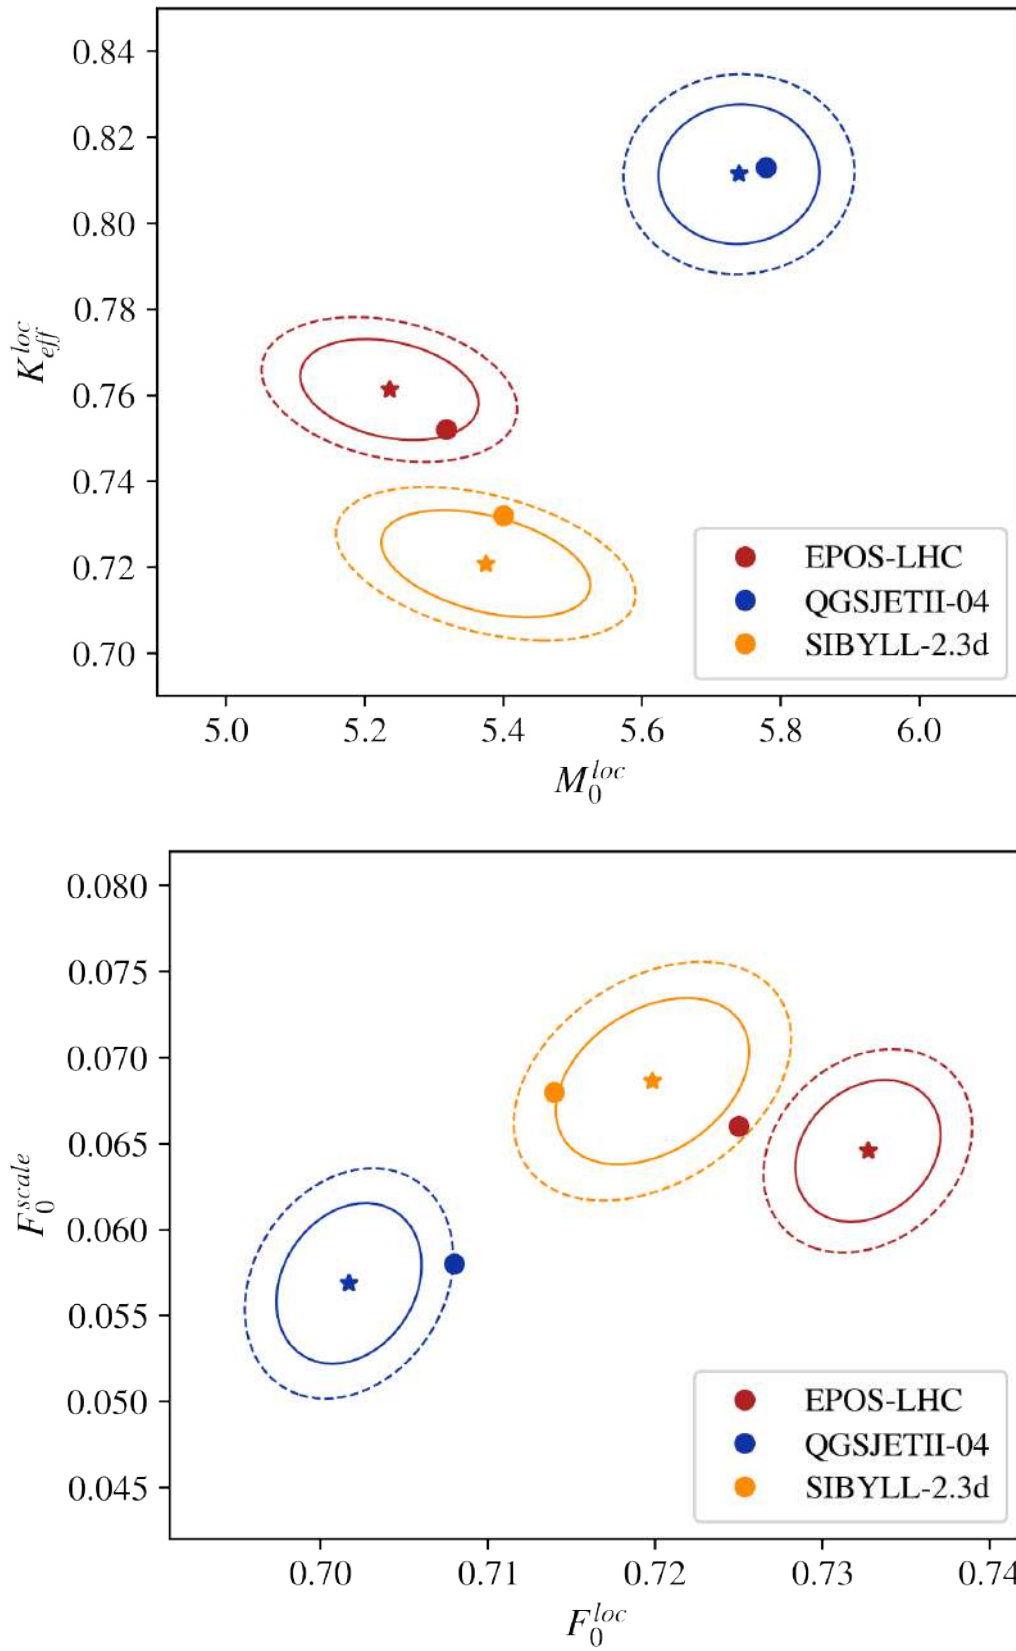 0.84
0.82
0.80
0.78
0.76
0.74
0.72
0.70
K_{eff}^{loc}
EPOS-LHC
QGSJETII-04
SIBYLL-2.3d
5.0 5.2 5.4 5.6 5.8 6.0
M_0^{loc}
0.080
0.075
0.070
0.065
0.060
0.055
0.050
0.045
F_0^{scale}
EPOS-LHC
QGSJETII-04
SIBYLL-2.3d
0.70 0.71 0.72 0.73 0.74
F_0^{loc}